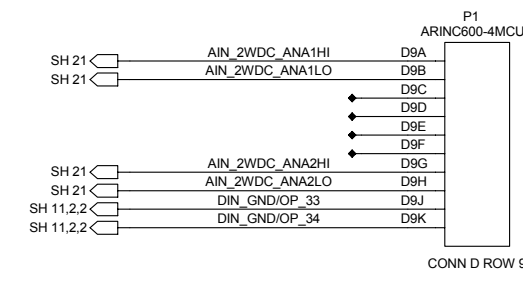 P1
ARINC600-4MCU
SH 21 AIN_2WDC_ANA1HI D9A
SH 21 AIN_2WDC_ANA1LO D9B
D9C
D9D
D9E
D9F
SH 21 AIN_2WDC_ANA2HI D9G
SH 21 AIN_2WDC_ANA2LO D9H
SH 11,2,2 DIN_GND/OP_33 D9J
SH 11,2,2 DIN_GND/OP_34 D9K
CONN D ROW 9